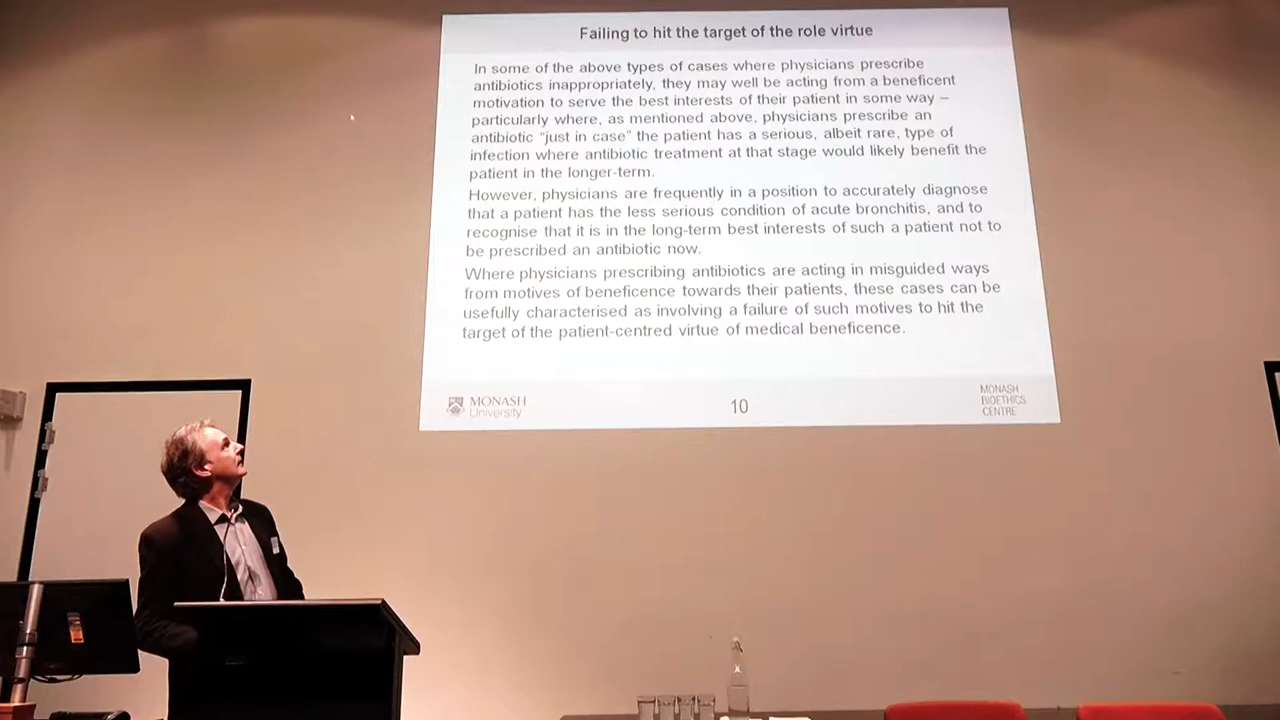 Failing to hit the target of the role virtue
In some of the above types of cases where physicians prescribe
antibiotics inappropriately, they may well be acting from a beneficent
motivation to serve the best interests of their patient in some way –
particularly where, as mentioned above, physicians prescribe an
antibiotic "just in case" the patient has a serious, albeit rare, type of
infection where antibiotic treatment at that stage would likely benefit the
patient in the longer-term.
However, physicians are frequently in a position to accurately diagnose
that a patient has the less serious condition of acute bronchitis, and to
recognise that it is in the long-term best interests of such a patient not to
be prescribed an antibiotic now.
Where physicians prescribing antibiotics are acting in misguided ways
from motives of beneficence towards their patients, these cases can be
usefully characterised as involving a failure of such motives to hit the
target of the patient-centred virtue of medical beneficence.
MONASH
University
10
MONASH
BIOETHICS
CENTRE